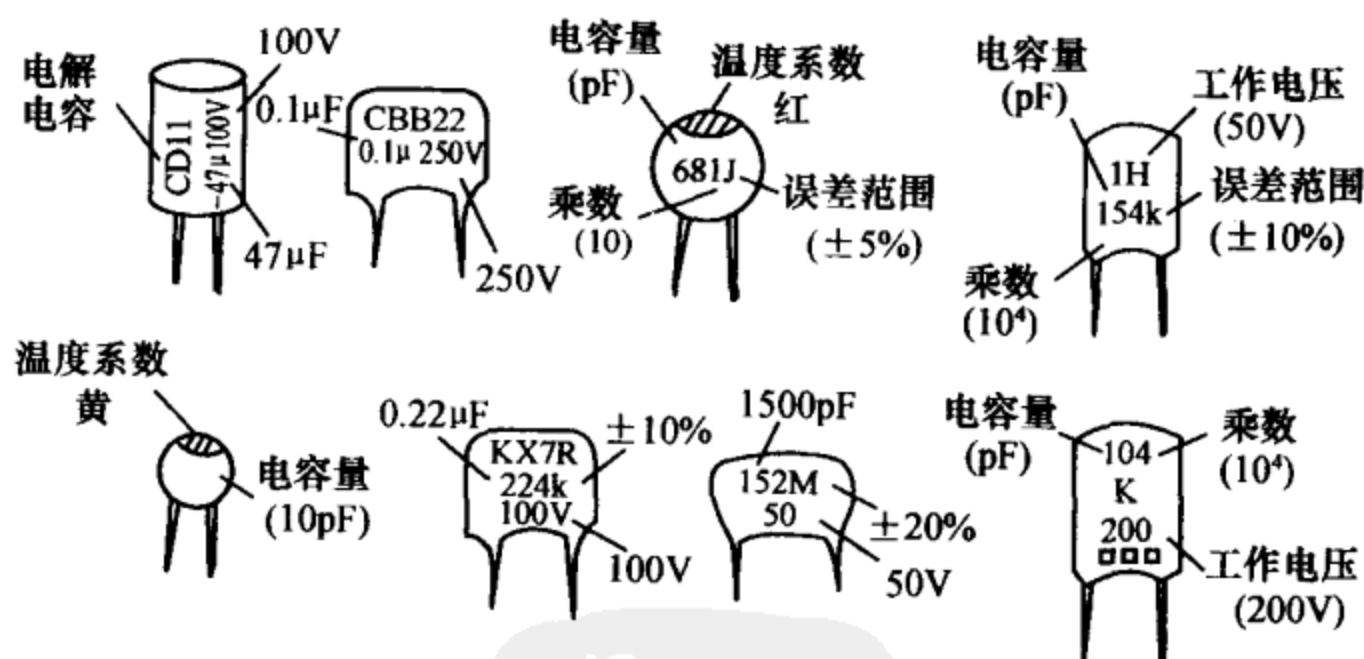 电解
电容
100V
CD11
47μ100V
47μF
0.1μF
CBB22
0.1μ 250V
250V
电容量
(pF)
温度系数
红
681J
乘数
(10)
误差范围
(±5%)
电容量
(pF)
工作电压
(50V)
1H
154k
误差范围
(±10%)
乘数
(10⁴)
温度系数
黄
电容量
(10pF)
0.22μF
±10%
KX7R
224k
100V
100V
1500pF
152M
50
±20%
50V
电容量
(pF)
104
K
200
乘数
(10⁴)
工作电压
(200V)